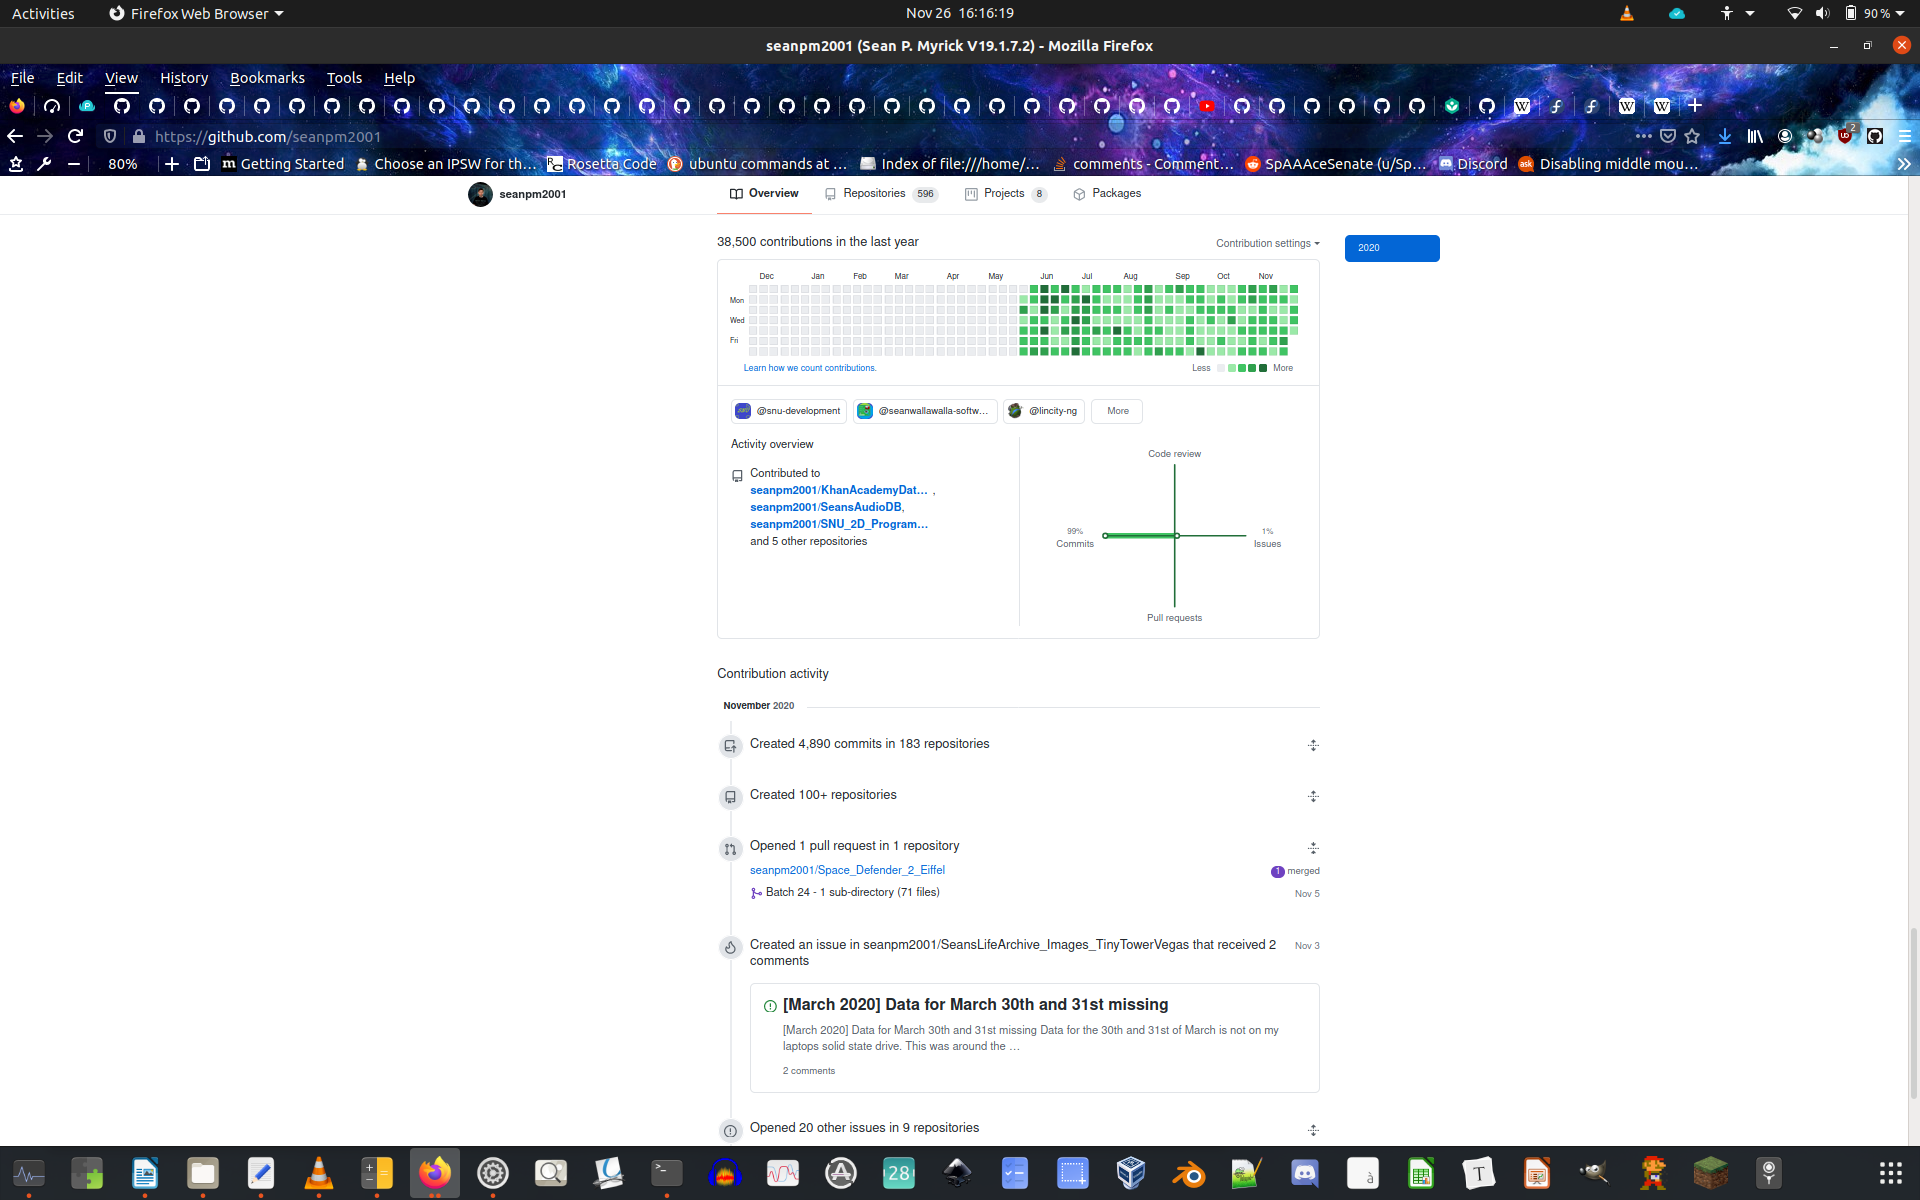 Activities
Firefox Web Browser
Nov 26 16:16:19
90 %
seanpm2001 (Sean P. Myrick V19.1.7.2) - Mozilla Firefox
File Edit View History Bookmarks Tools Help
https://github.com/seanpm2001
2
80%
Getting Started
Choose an IPSW for th…
Rosetta Code
ubuntu commands at …
Index of file:///home/…
comments - Comment…
SpAAAceSenate (u/Sp…
Discord
Disabling middle mou…
seanpm2001
Overview
Repositories 596
Projects 8
Packages
38,500 contributions in the last year
Contribution settings
2020
Dec Jan Feb Mar Apr May Jun Jul Aug Sep Oct Nov
Mon
Wed
Fri
Learn how we count contributions.
Less
More
@snu-development
@seanwallawalla-softw…
@lincity-ng
More
Activity overview
Contributed to
seanpm2001/KhanAcademyDat… ,
seanpm2001/SeansAudioDB,
seanpm2001/SNU_2D_Program…
and 5 other repositories
Code review
99%
Commits
1%
Issues
Pull requests
Contribution activity
November 2020
Created 4,890 commits in 183 repositories
Created 100+ repositories
Opened 1 pull request in 1 repository
seanpm2001/Space_Defender_2_Eiffel
1 merged
Batch 24 - 1 sub-directory (71 files)
Nov 5
Created an issue in seanpm2001/SeansLifeArchive_Images_TinyTowerVegas that received 2
comments
Nov 3
[March 2020] Data for March 30th and 31st missing
[March 2020] Data for March 30th and 31st missing Data for the 30th and 31st of March is not on my
laptops solid state drive. This was around the …
2 comments
Opened 20 other issues in 9 repositories
28